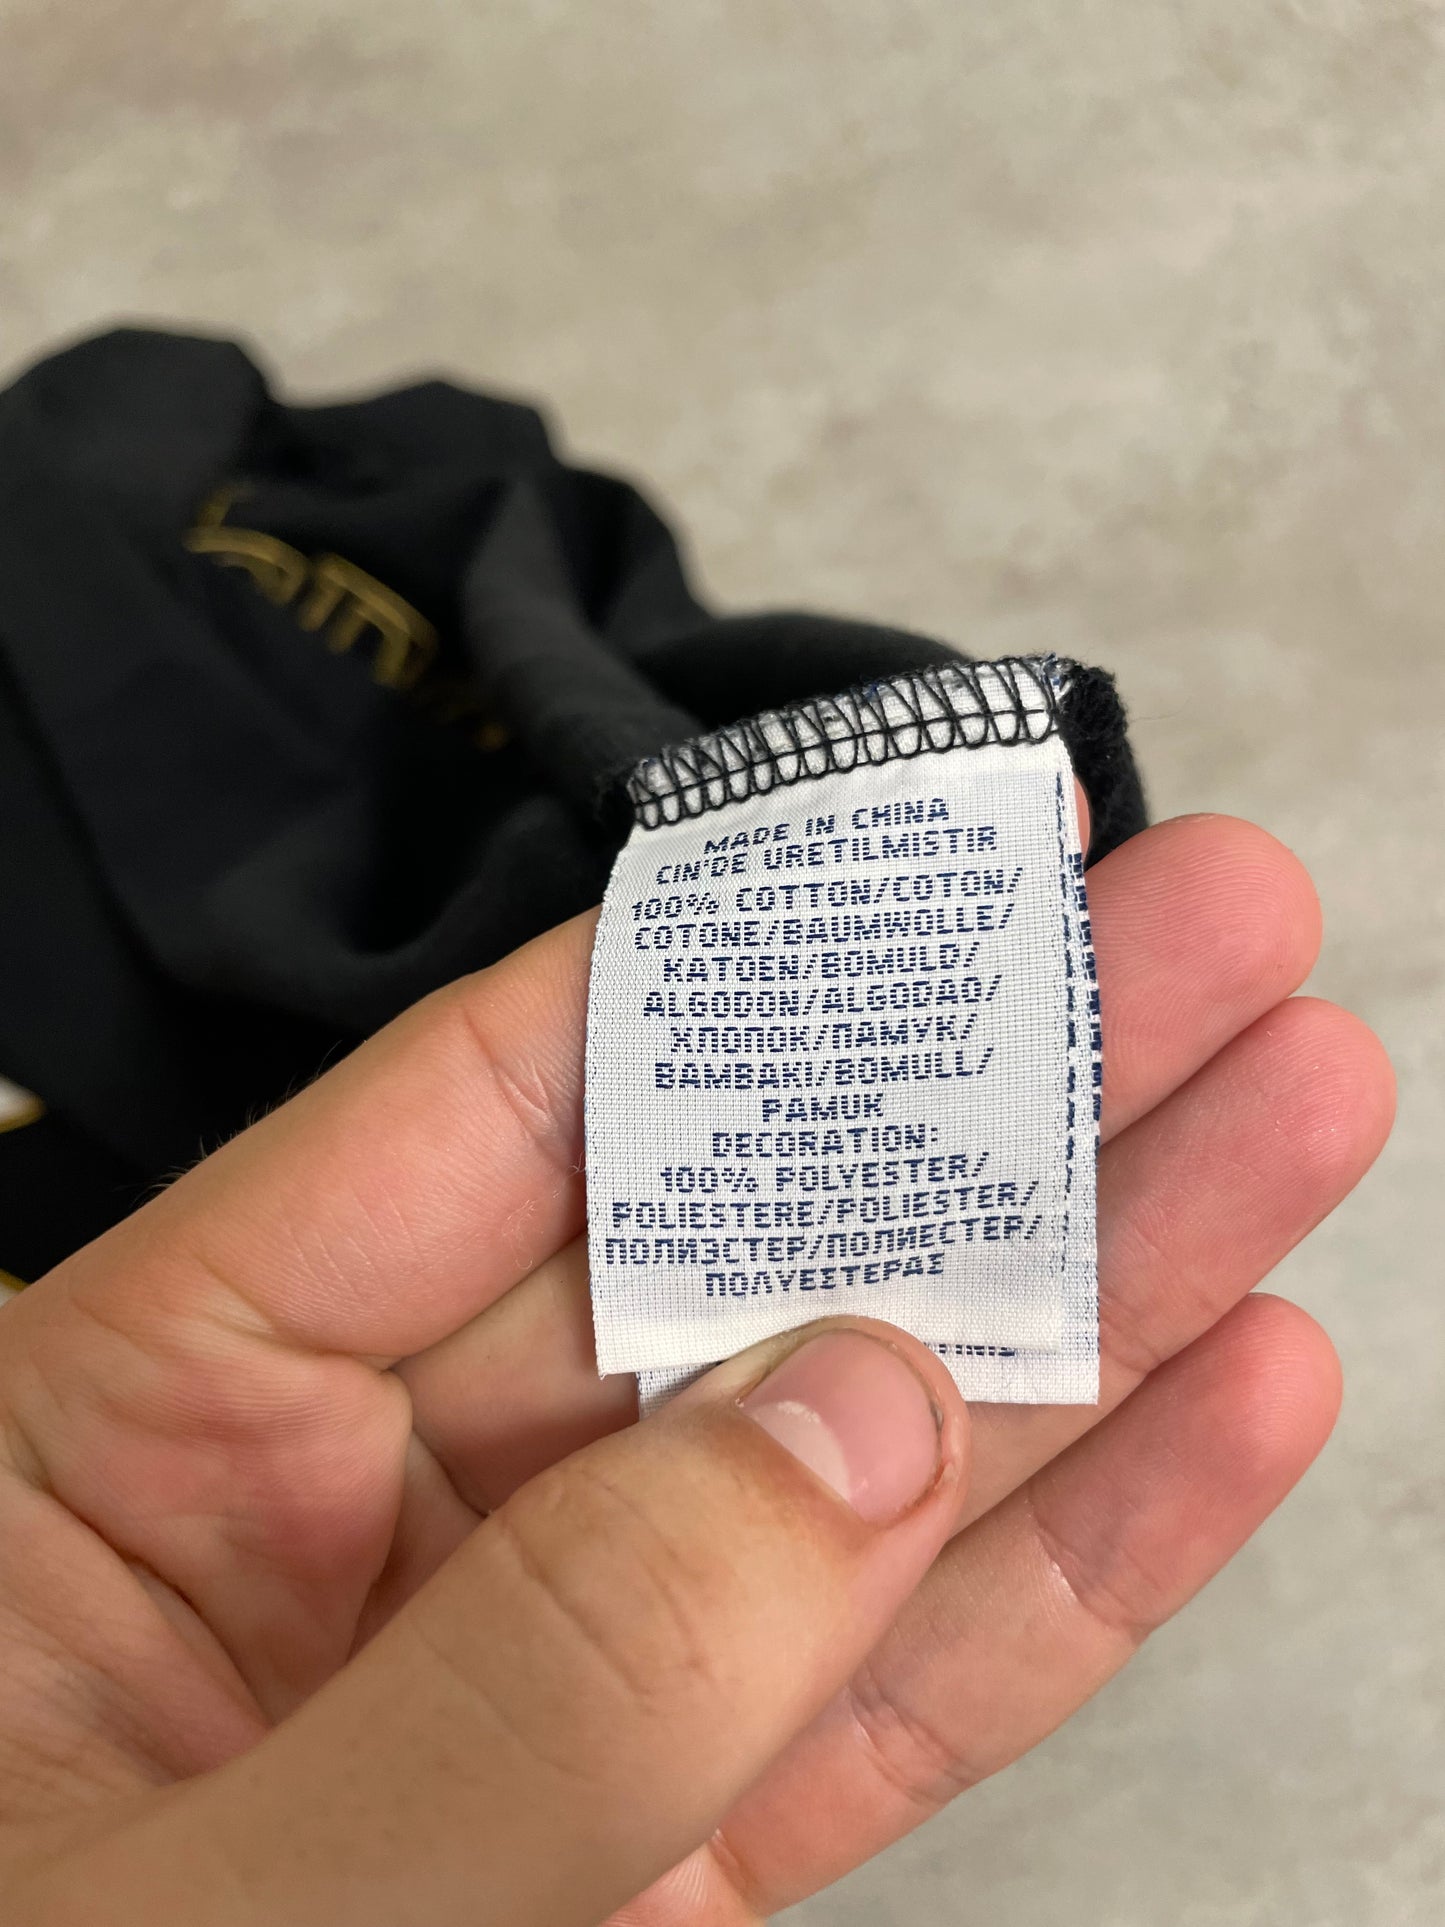 MADE IN CHINA
CIN'DE URETILMISTIR
100% COTTON/COTON/
COTONE/BAUMWOLLE/
KATOEN/BOMULD/
ALGODON/ALGODAO/
ХЛОПОК/ПАМУК/
BAMBAKI/BOMULL/
PAMUK
DECORATION:
100% POLYESTER/
POLIESTERE/POLIESTER/
ПОЛИЭСТЕР/ПОЛИЕСТЕР/
ΠΟΛΥΕΣΤΕΡΑΣ